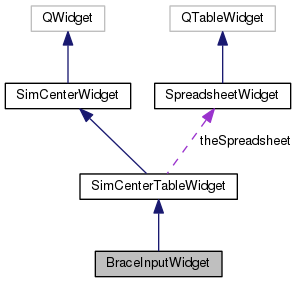 QWidget
QTableWidget
SimCenterWidget
SpreadsheetWidget
theSpreadsheet
SimCenterTableWidget
BraceInputWidget